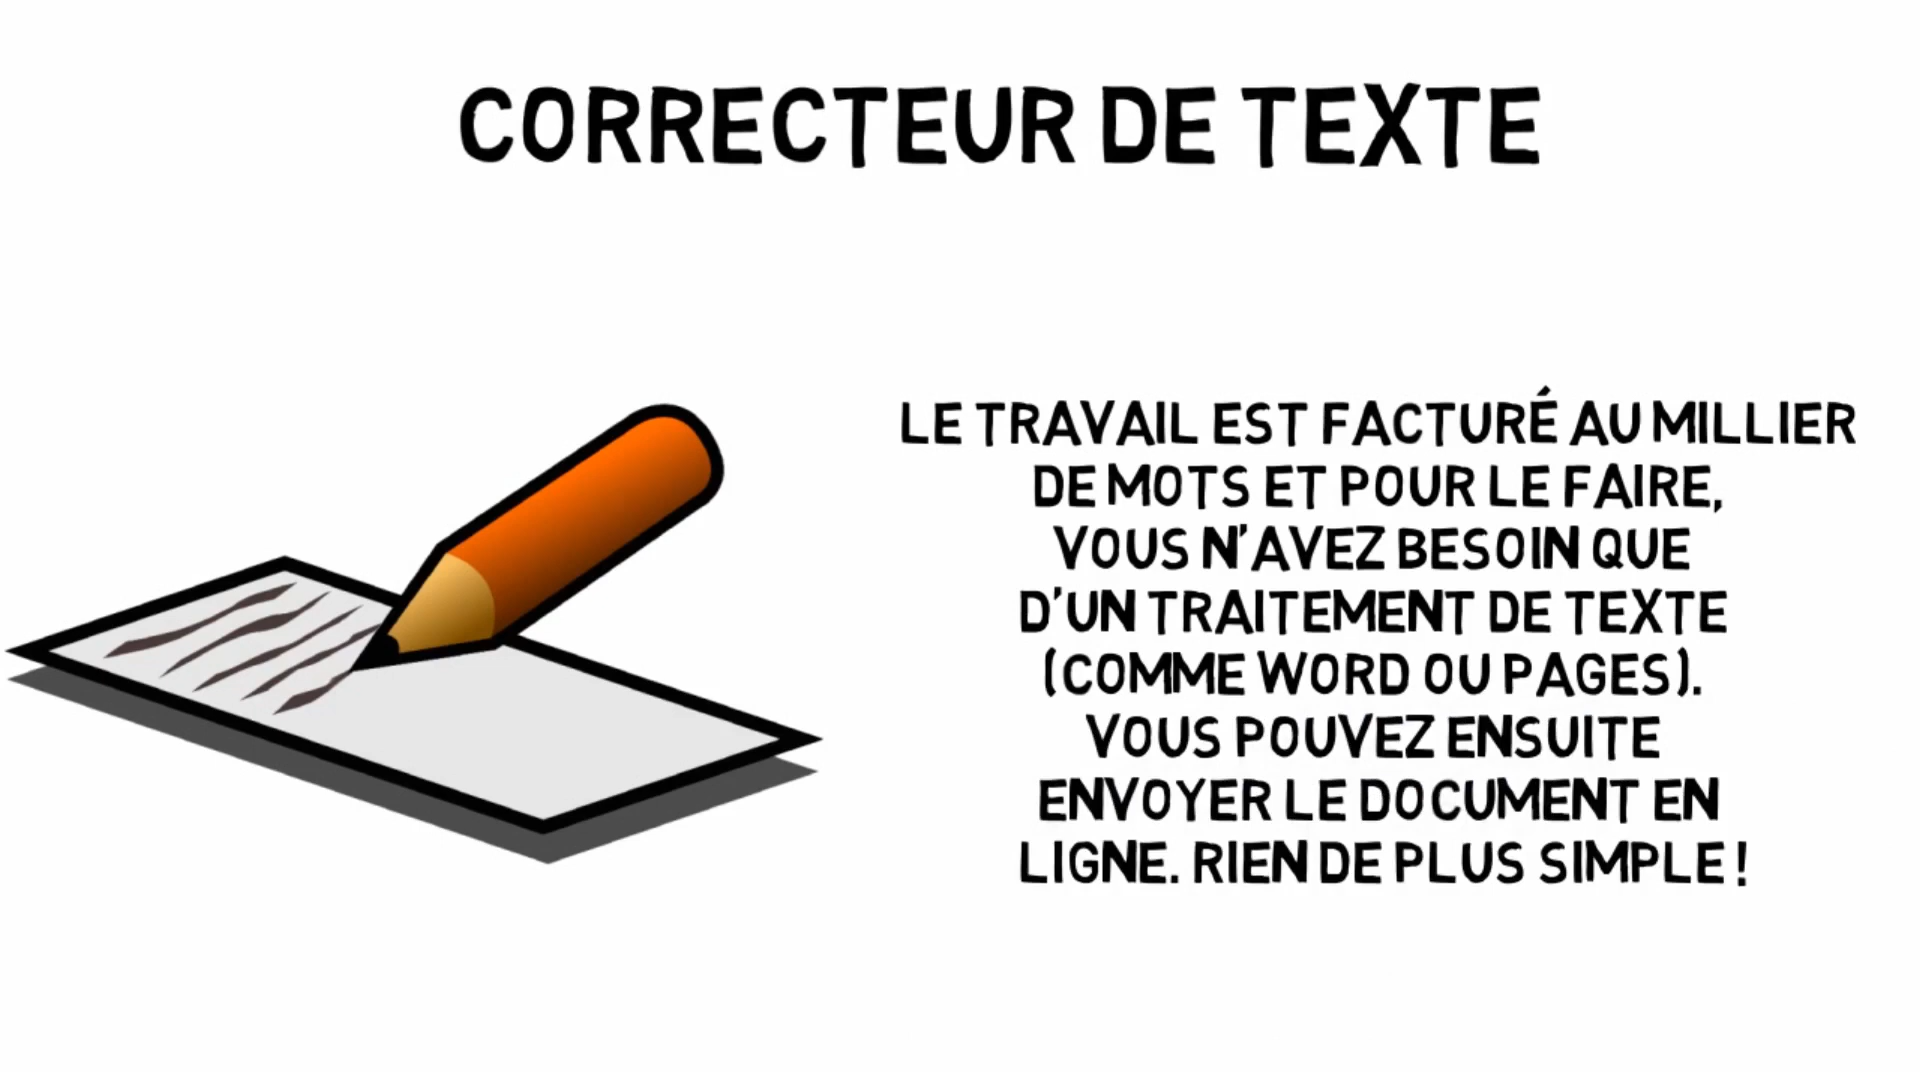 CORRECTEUR DE TEXTE
LE TRAVAIL EST FACTURÉ AU MILLIER
DE MOTS ET POUR LE FAIRE,
VOUS N'AVEZ BESOIN QUE
D'UN TRAITEMENT DE TEXTE
(COMME WORD OU PAGES).
VOUS POUVEZ ENSUITE
ENVOYER LE DOCUMENT EN
LIGNE. RIEN DE PLUS SIMPLE !